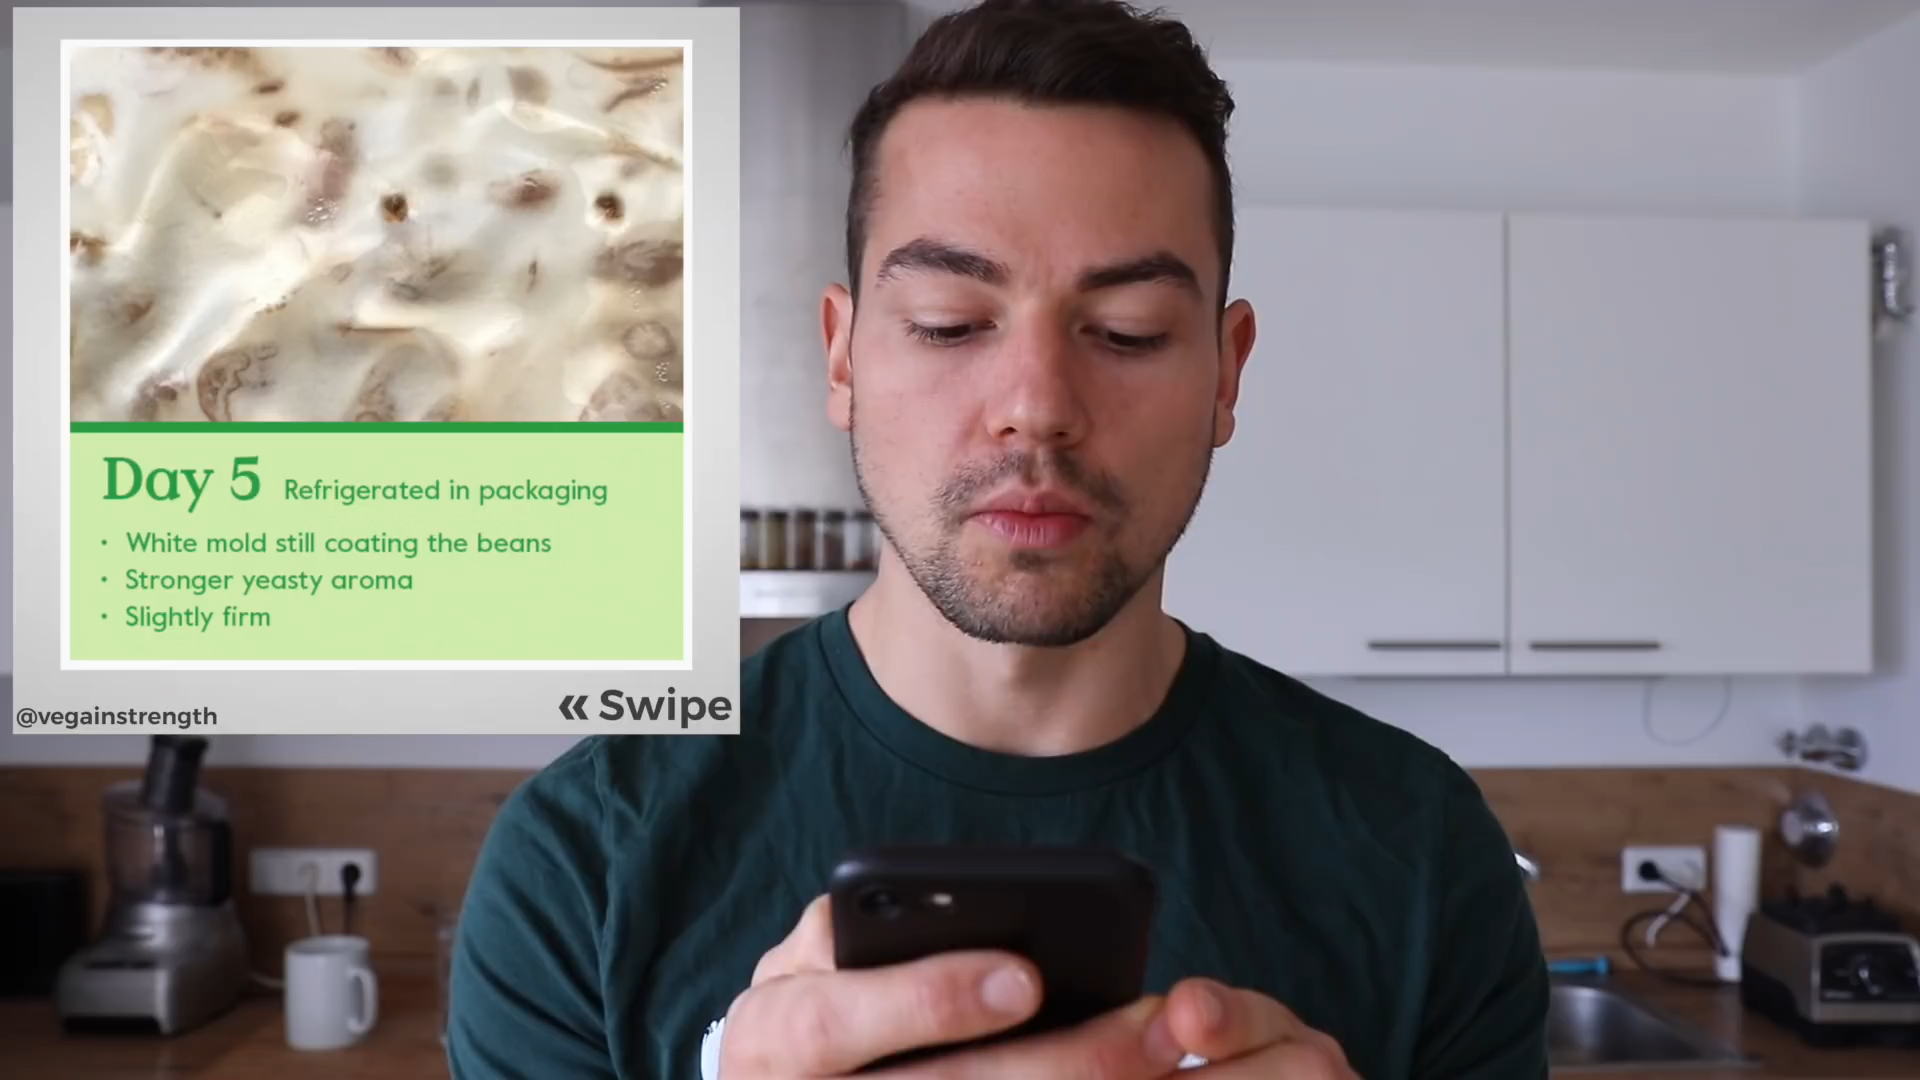 Day 5 Refrigerated in packaging
• White mold still coating the beans
• Stronger yeasty aroma
• Slightly firm
@vegainstrength
« Swipe